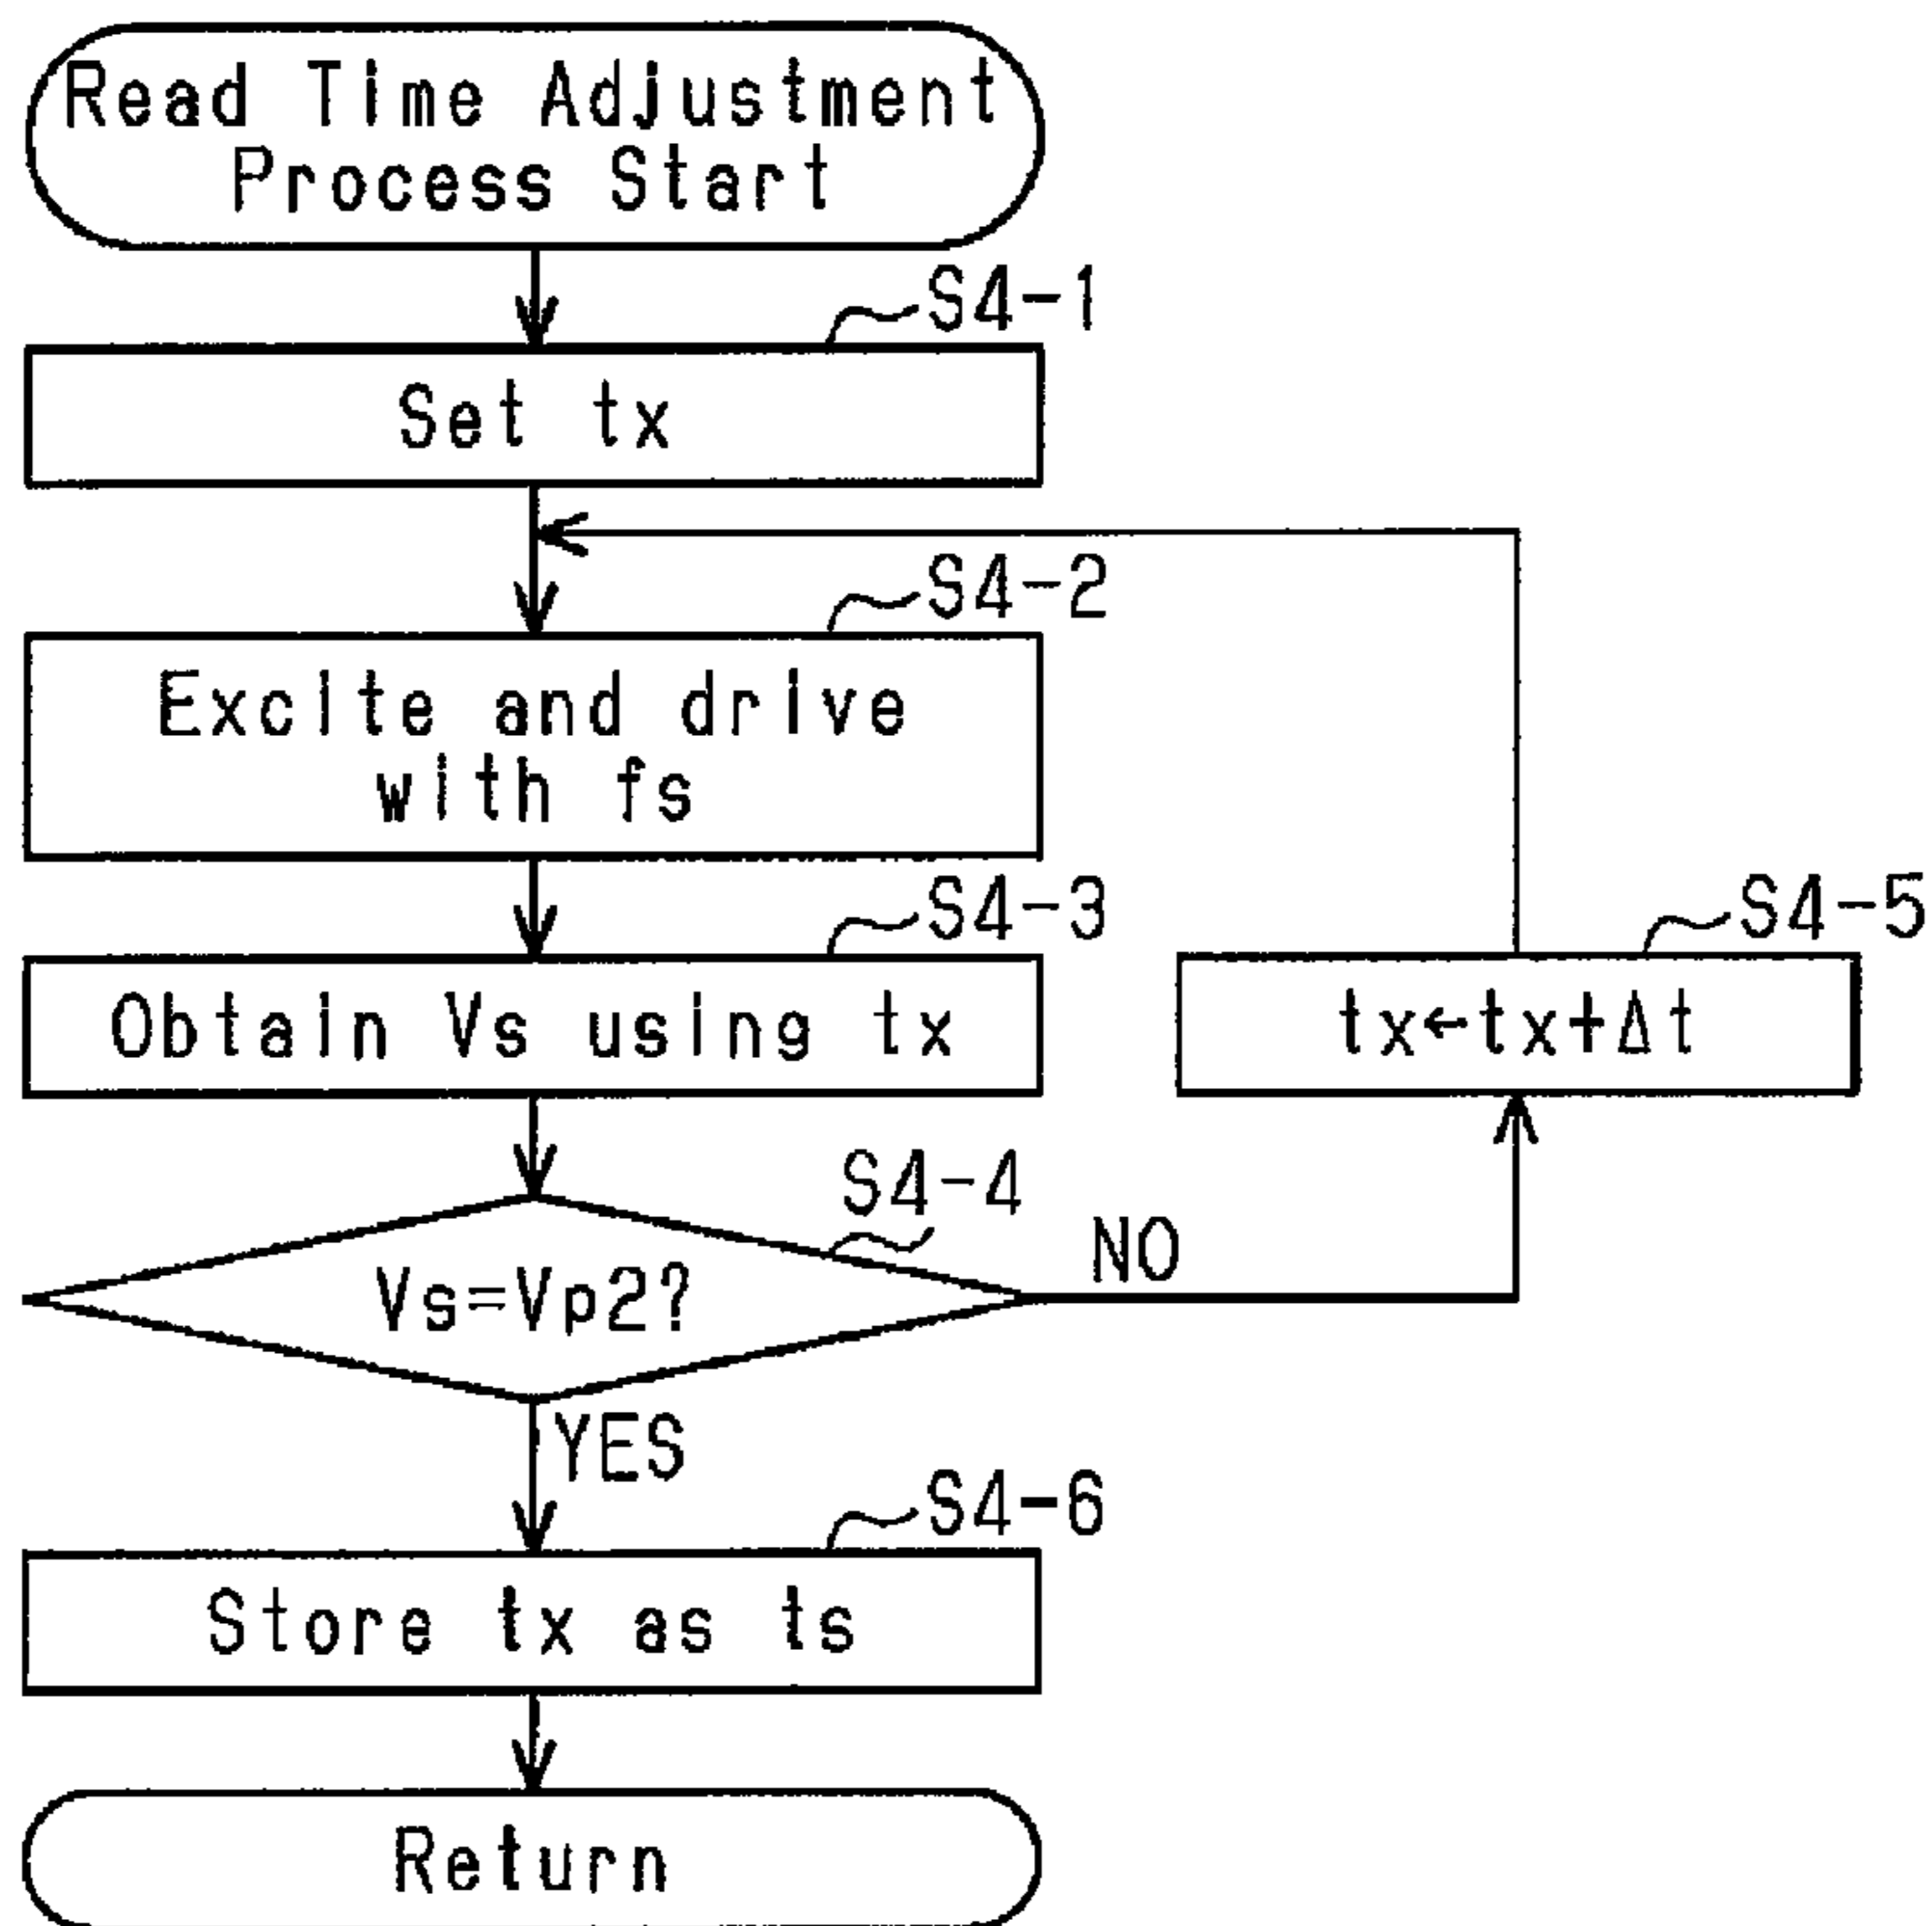 Read Time Adjustment
Process Start
S4-1
Set tx
S4-2
Excite and drive
with fs
S4-3
Obtain Vs using tx
S4-5
tx←tx+Δt
S4-4
Vs=Vp2?
NO
YES
S4-6
Store tx as ts
Return